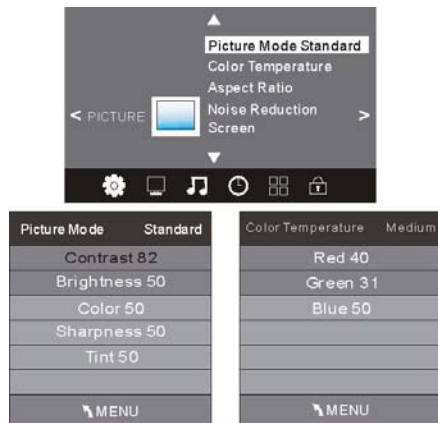 Picture Mode Standard
Color Temperature
Aspect Ratio
< PICTURE Noise Reduction >
Screen
Picture Mode Standard
Contrast 82
Brightness 50
Color 50
Sharpness 50
Tint 50
MENU
Color Temperature Medium
Red 40
Green 31
Blue 50
MENU